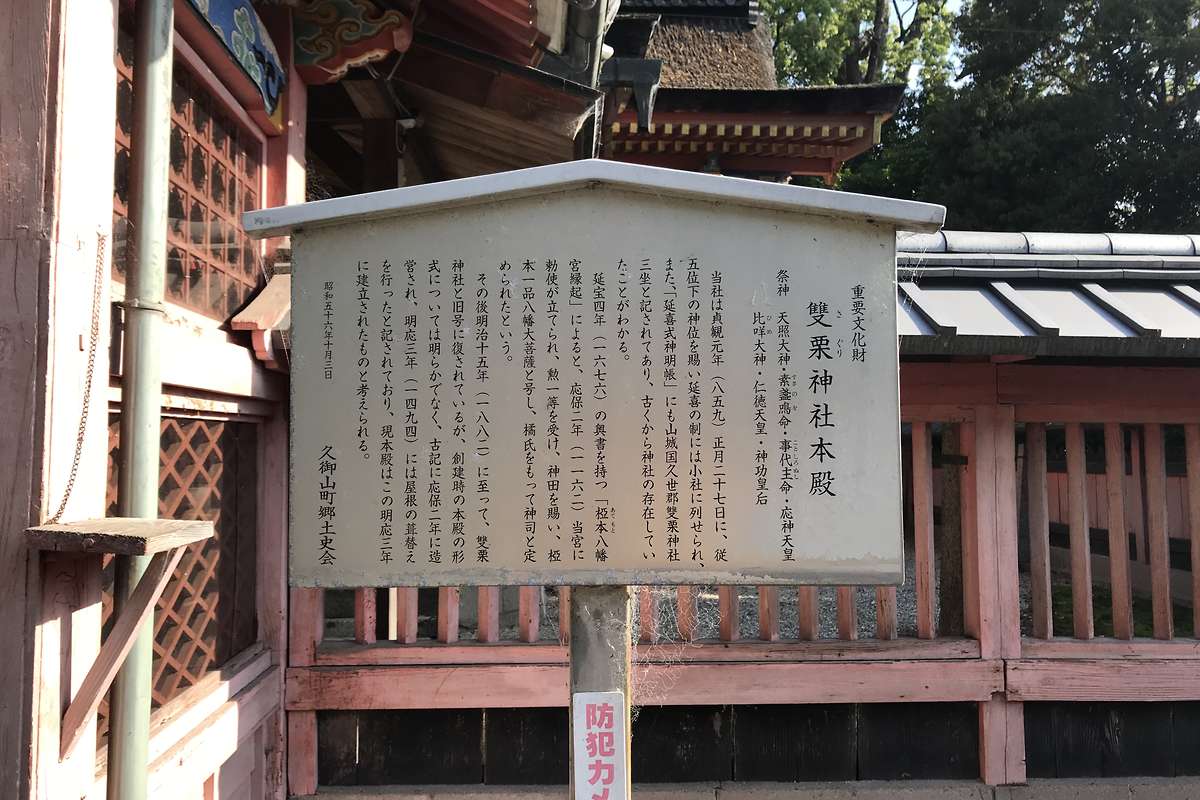 重要文化財
雙栗神社本殿
さぐり
祭神 天照大神・素盞嗚命・事代主命・応神天皇
すさのを
ことしろぬし
比咩大神・仁徳天皇・神功皇后
ひめ
当社は貞観元年(八五九)正月二十七日に、従
五位下の神位を賜い延喜の制には小社に列せられ、
また、「延喜式神明帳」にも山城国久世郡雙栗神社
三坐と記されてあり、古くから神社の存在してい
たことがわかる。
延宝四年(一六七六)の奥書を持つ「椏本八幡
宮縁起」によると、応保二年(一一六二)当宮に
勅使が立てられ、勲一等を受け、神田を賜い、椏
本一品八幡大菩薩と号し、橘氏をもって神司と定
められたという。
その後明治十五年(一八八二)に至って、雙栗
神社と旧号に復されているが、創建時の本殿の形
式については明らかでなく、古記に応保二年に造
営され、明応三年(一四九四)には屋根の葺替え
を行ったと記されており、現本殿はこの明応三年
に建立されたものと考えられる。
昭和五十六年十月三日
久御山町郷土史会
防犯カメ